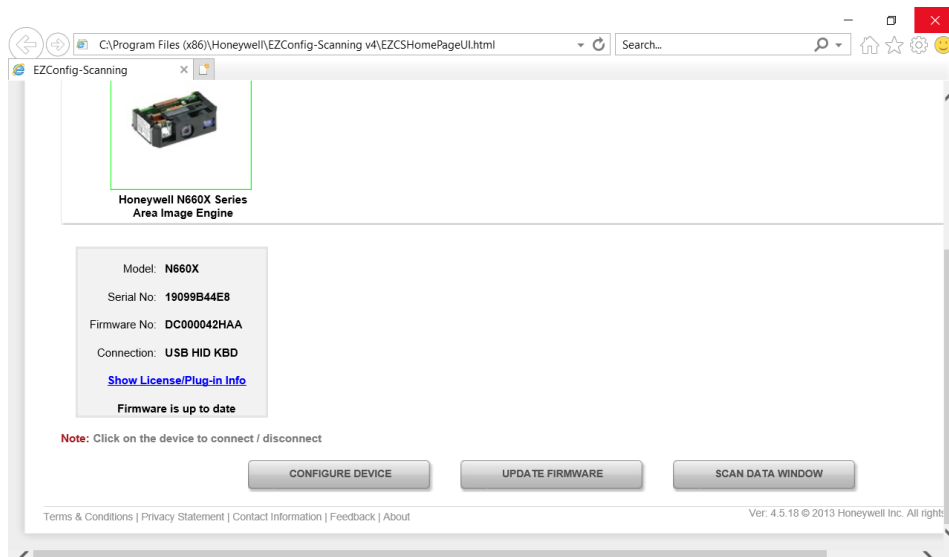 C:\Program Files (x86)\Honeywell\EZConfig-Scanning v4\EZCSHomePageUI.html
Search...
EZConfig-Scanning
Honeywell N660X Series
Area Image Engine
Model: N660X
Serial No: 19099B44E8
Firmware No: DC000042HAA
Connection: USB HID KBD
Show License/Plug-in Info
Firmware is up to date
Note: Click on the device to connect / disconnect
CONFIGURE DEVICE UPDATE FIRMWARE SCAN DATA WINDOW
Terms & Conditions | Privacy Statement | Contact Information | Feedback | About Ver: 4.5.18 © 2013 Honeywell Inc. All rights